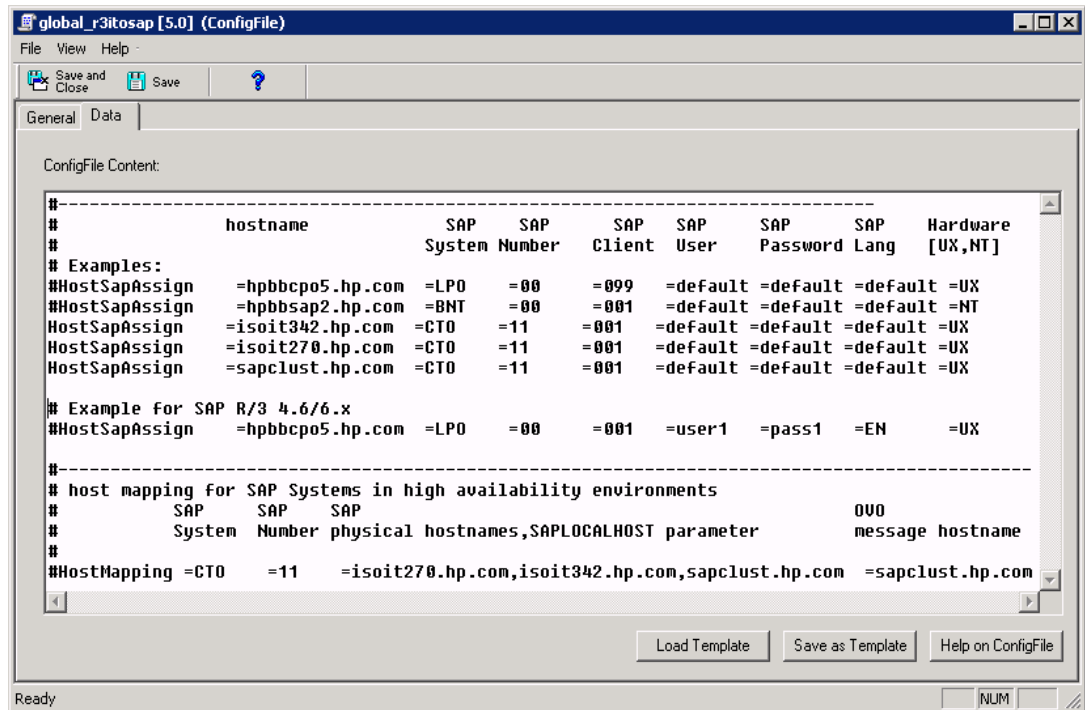 global_r3itosap [5.0] (ConfigFile)
File View Help
Save and Close Save
General Data
ConfigFile Content:
#------------------------------------------------------------------------------
# hostname SAP SAP SAP SAP SAP SAP Hardware
# System Number Client User Password Lang [UX,NT]
# Examples:
#HostSapAssign =hpbbcpo5.hp.com =LPO =00 =099 =default =default =default =UX
#HostSapAssign =hpbbsap2.hp.com =BNT =00 =001 =default =default =default =NT
HostSapAssign =isoit342.hp.com =CTO =11 =001 =default =default =default =UX
HostSapAssign =isoit270.hp.com =CTO =11 =001 =default =default =default =UX
HostSapAssign =sapclust.hp.com =CTO =11 =001 =default =default =default =UX
# Example for SAP R/3 4.6/6.x
#HostSapAssign =hpbbcpo5.hp.com =LPO =00 =001 =user1 =pass1 =EN =UX
#---------------------------------------------------------------------------------------------
# host mapping for SAP Systems in high availability environments
# SAP SAP SAP OVO
# System Number physical hostnames,SAPLOCALHOST parameter message hostname
#
#HostMapping =CTO =11 =isoit270.hp.com,isoit342.hp.com,sapclust.hp.com =sapclust.hp.com
Load Template Save as Template Help on ConfigFile
Ready NUM